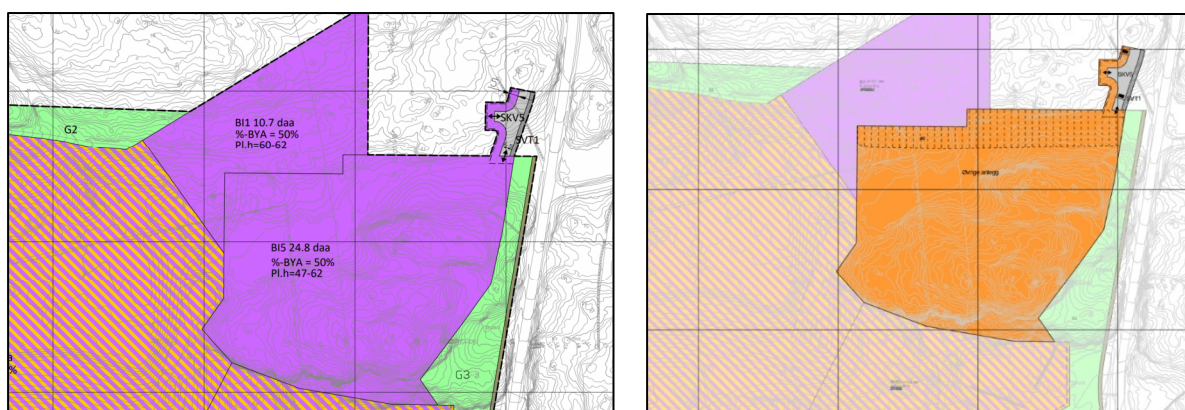 G2
BI1 10.7 daa
%-BYA = 50%
Pl.h=60-62
SKV5
SVT1
BI5 24.8 daa
%-BYA = 50%
Pl.h=47-62
G3
a
%
SKV5
SVT1
Øvrige anlegg